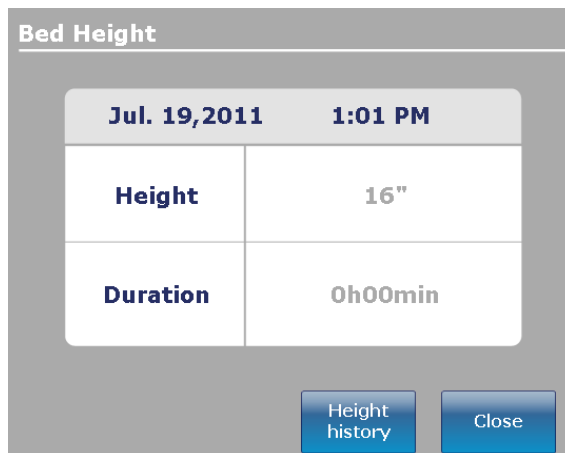 Bed Height
Jul. 19,2011 1:01 PM
Height 16"
Duration 0h00min
Height
history
Close